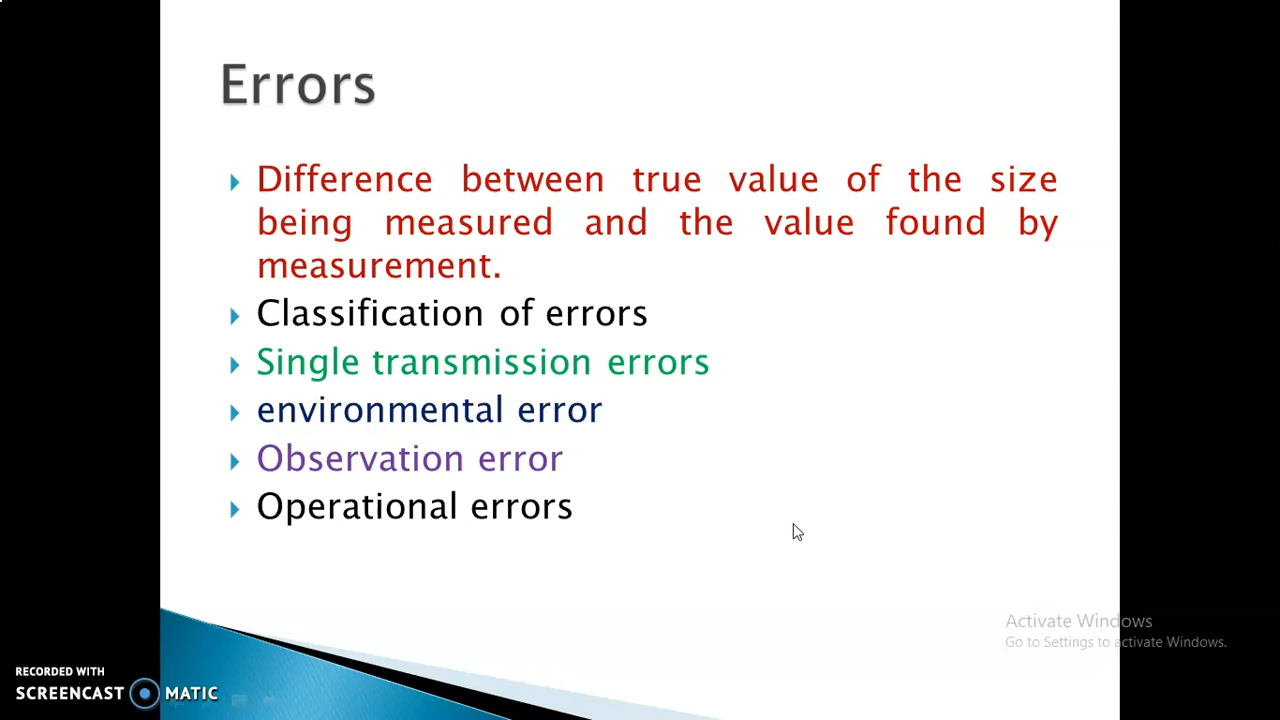 Errors
Difference between true value of the size
being measured and the value found by
measurement.
Classification of errors
Single transmission errors
environmental error
Observation error
Operational errors
Activate Windows
Go to Settings to activate Windows.
RECORDED WITH
SCREENCAST MATIC